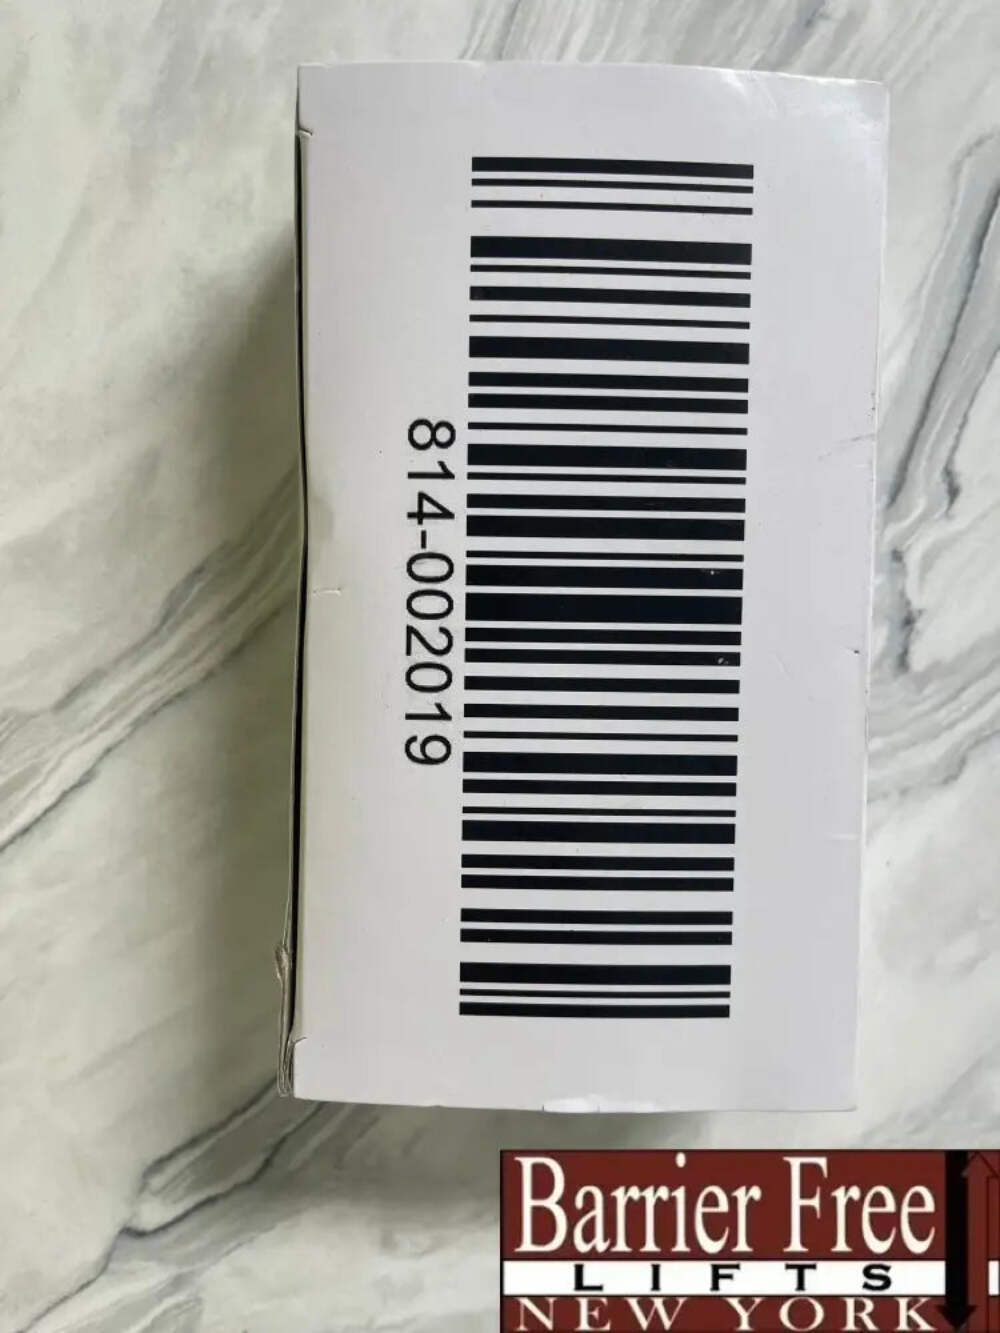 814-002019
Barrier Free
LIFTS
NEW YORK